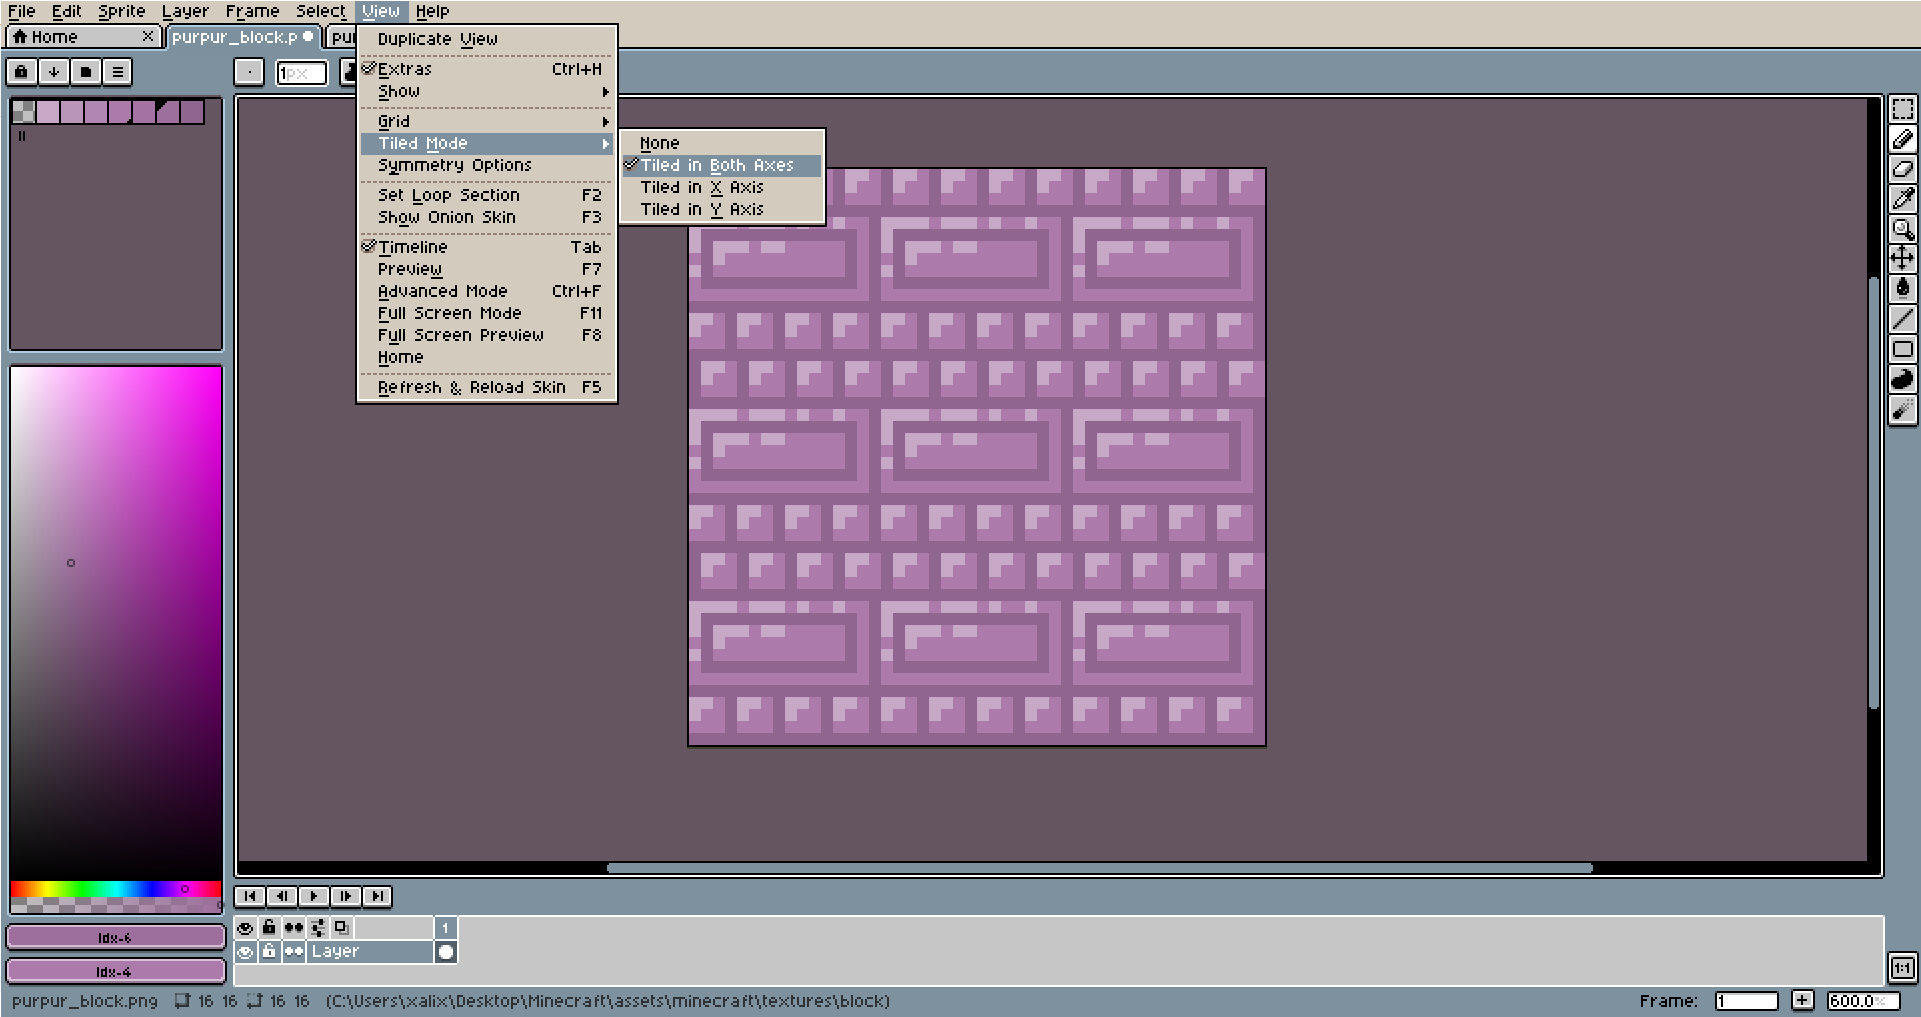 File Edit Sprite Layer Frame Select View Help
Home purpur_block.p pu
1px
Duplicate View
Extras Ctrl+H
Show
Grid
Tiled Mode
Symmetry Options
Set Loop Section F2
Show Onion Skin F3
Timeline Tab
Preview F7
Advanced Mode Ctrl+F
Full Screen Mode F11
Full Screen Preview F8
Home
Refresh & Reload Skin F5
None
Tiled in Both Axes
Tiled in X Axis
Tiled in Y Axis
1
Layer
Idx-6
Idx-4
1:1
purpur_block.png 16 16 16 16 (C:\Users\xalix\Desktop\Minecraft\assets\minecraft\textures\block) Frame: 1 + 600.0%